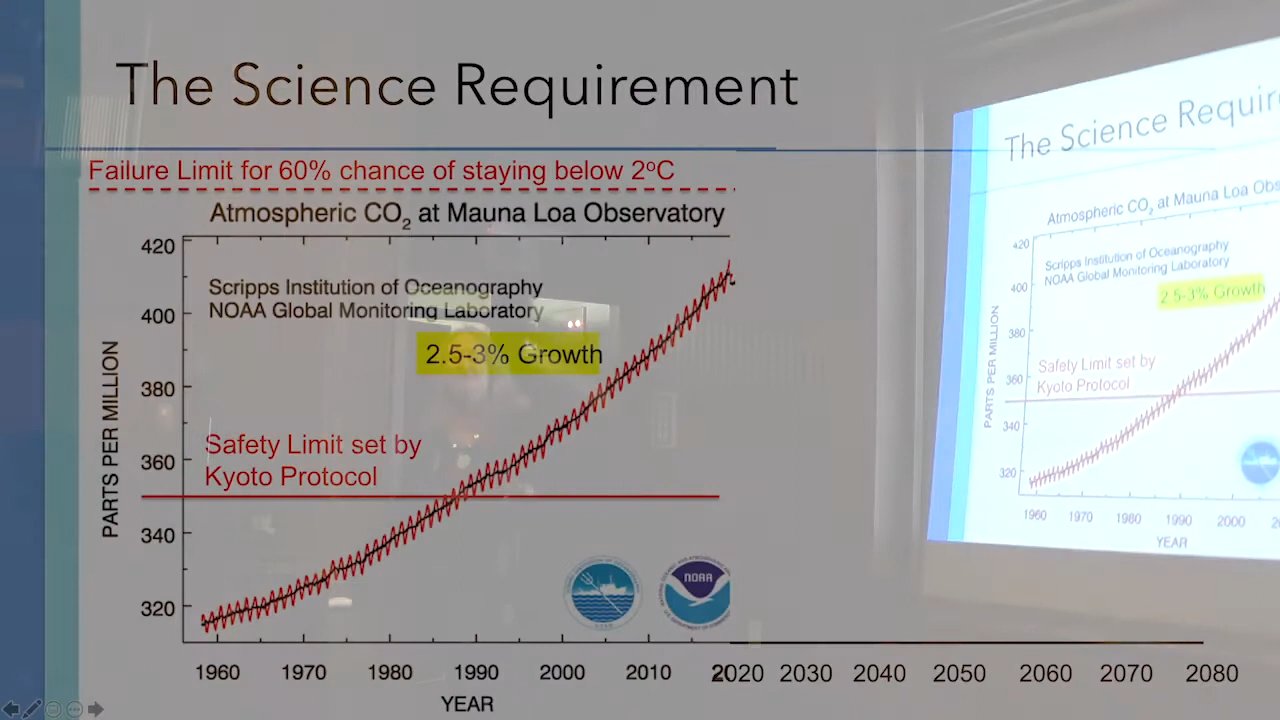 The Science Requirement
Failure Limit for 60% chance of staying below 2°C
Atmospheric CO₂ at Mauna Loa Observatory
420
Scripps Institution of Oceanography
NOAA Global Monitoring Laboratory
400
2.5-3% Growth
380
PARTS PER MILLION
Safety Limit set by
Kyoto Protocol
360
340
320
NOAA
1960 1970 1980 1990 2000 2010 2020 2030 2040 2050 2060 2070 2080
YEAR
The Science Requir
Atmospheric CO₂ at Mauna Loa Obs
420
Scripps Institution of Oceanography
NOAA Global Monitoring Laboratory
400
2.5-3% Growth
380
PARTS PER MILLION
Safety Limit set by
Kyoto Protocol
360
340
320
1960 1970 1980 1990 2000
YEAR